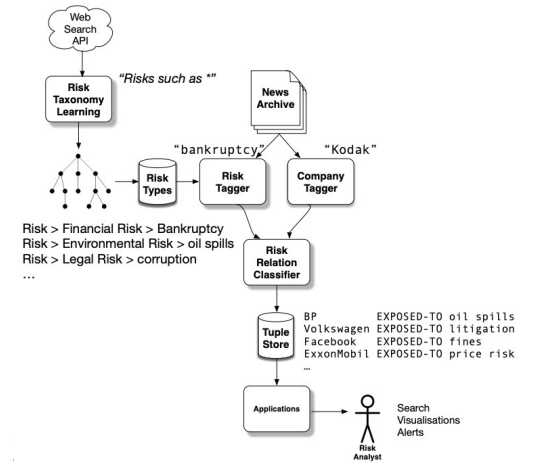 Web
Search
API
"Risks such as *"
Risk
Taxonomy
Learning
News
Archive
"bankruptcy"
"Kodak"
Risk
Types
Risk
Tagger
Company
Tagger
Risk > Financial Risk > Bankruptcy
Risk > Environmental Risk > oil spills
Risk > Legal Risk > corruption
...
Risk
Relation
Classifier
Tuple
Store
BP EXPOSED-TO oil spills
Volkswagen EXPOSED-TO litigation
Facebook EXPOSED-TO fines
ExxonMobil EXPOSED-TO price risk
...
Applications
Search
Visualisations
Alerts
Risk
Analyst